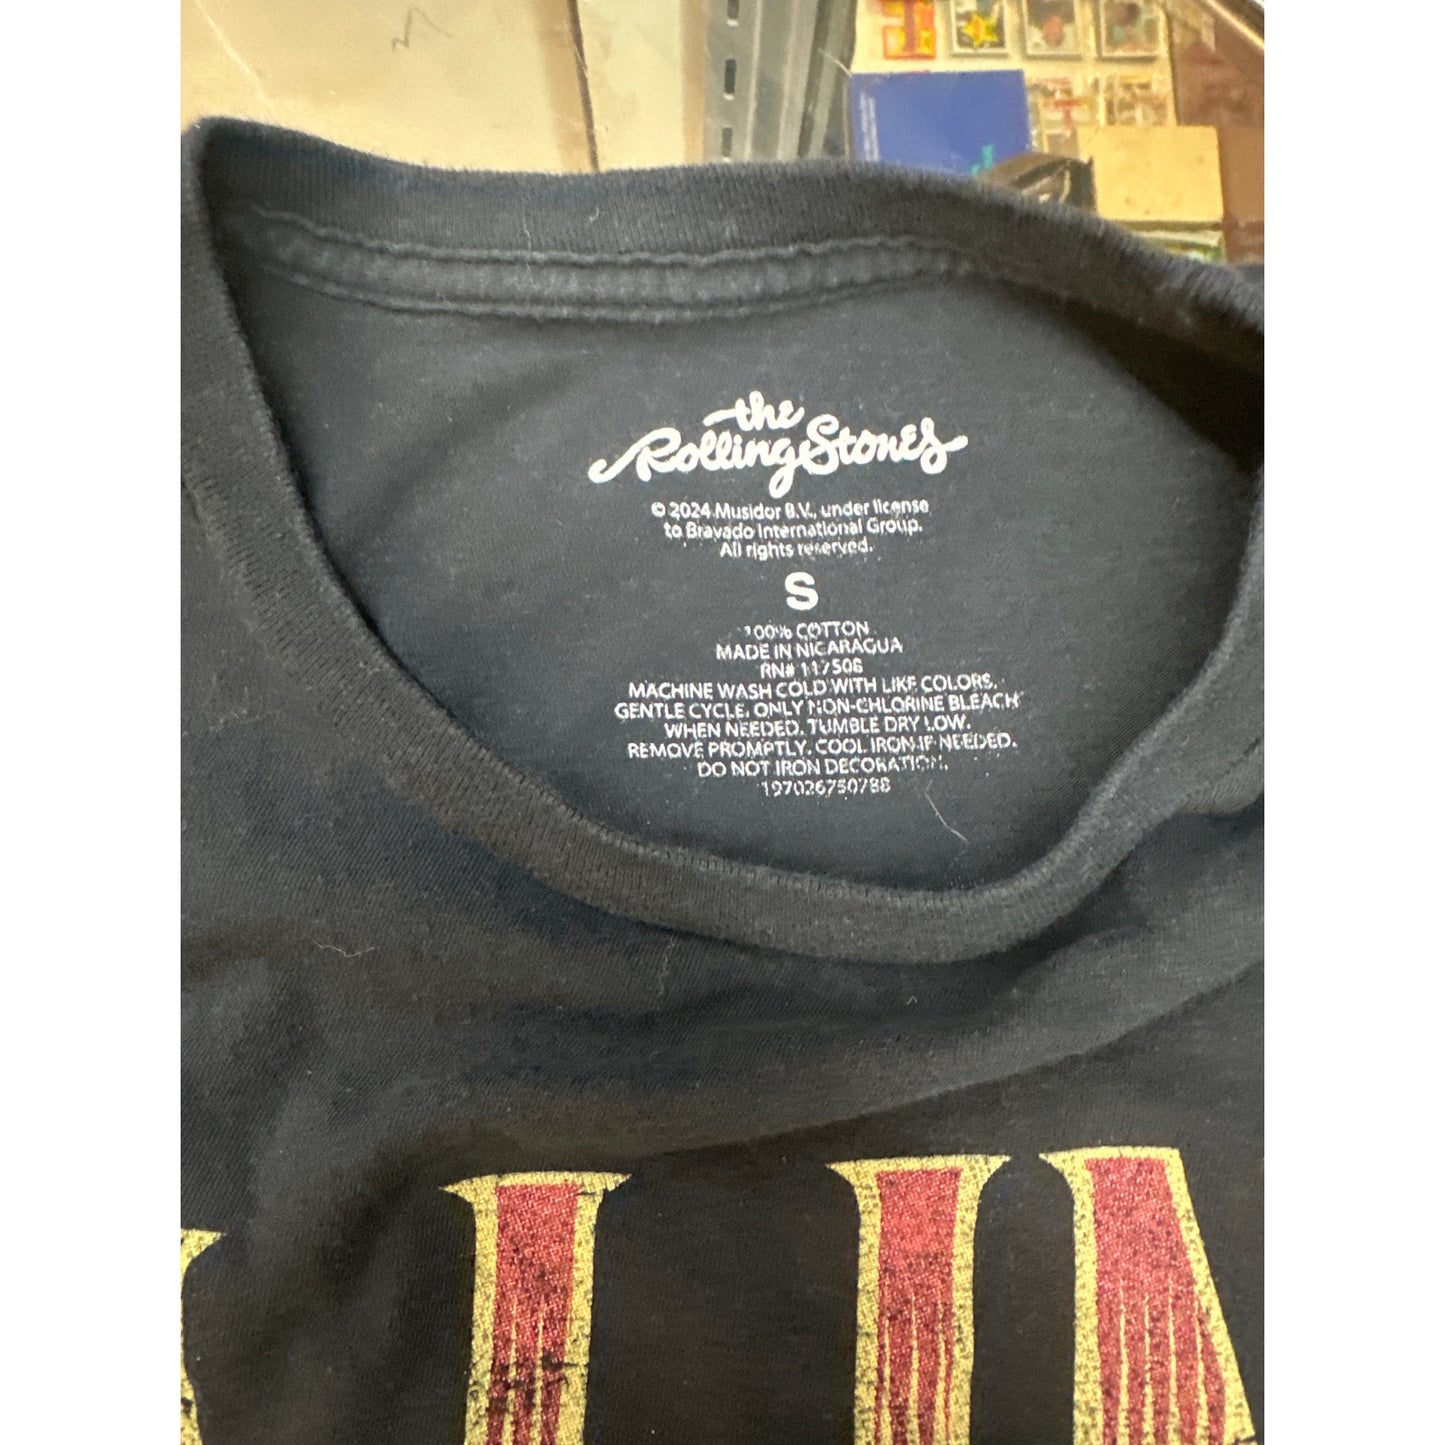 the
Rolling Stones
© 2024 Musidor B.V., under license
to Bravado International Group.
All rights reserved.
S
100% COTTON
MADE IN NICARAGUA
RN# 117508
MACHINE WASH COLD WITH LIKE COLORS.
GENTLE CYCLE. ONLY NON-CHLORINE BLEACH
WHEN NEEDED. TUMBLE DRY LOW.
REMOVE PROMPTLY. COOL IRON IF NEEDED.
DO NOT IRON DECORATION.
197026750788